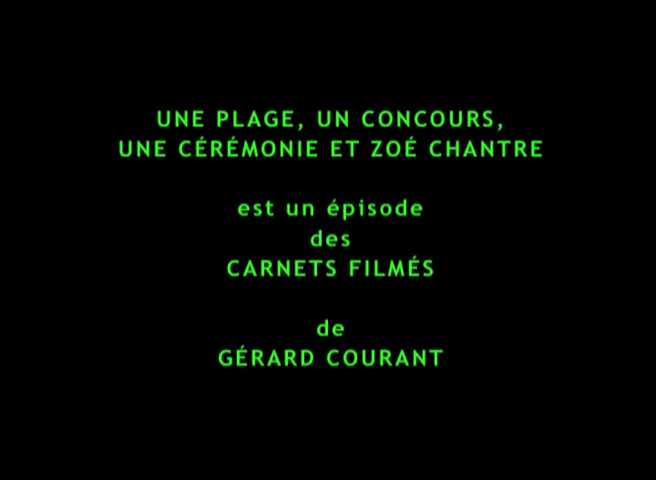 UNE PLAGE, UN CONCOURS,
UNE CÉRÉMONIE ET ZOÉ CHANTRE
est un épisode
des
CARNETS FILMÉS
de
GÉRARD COURANT